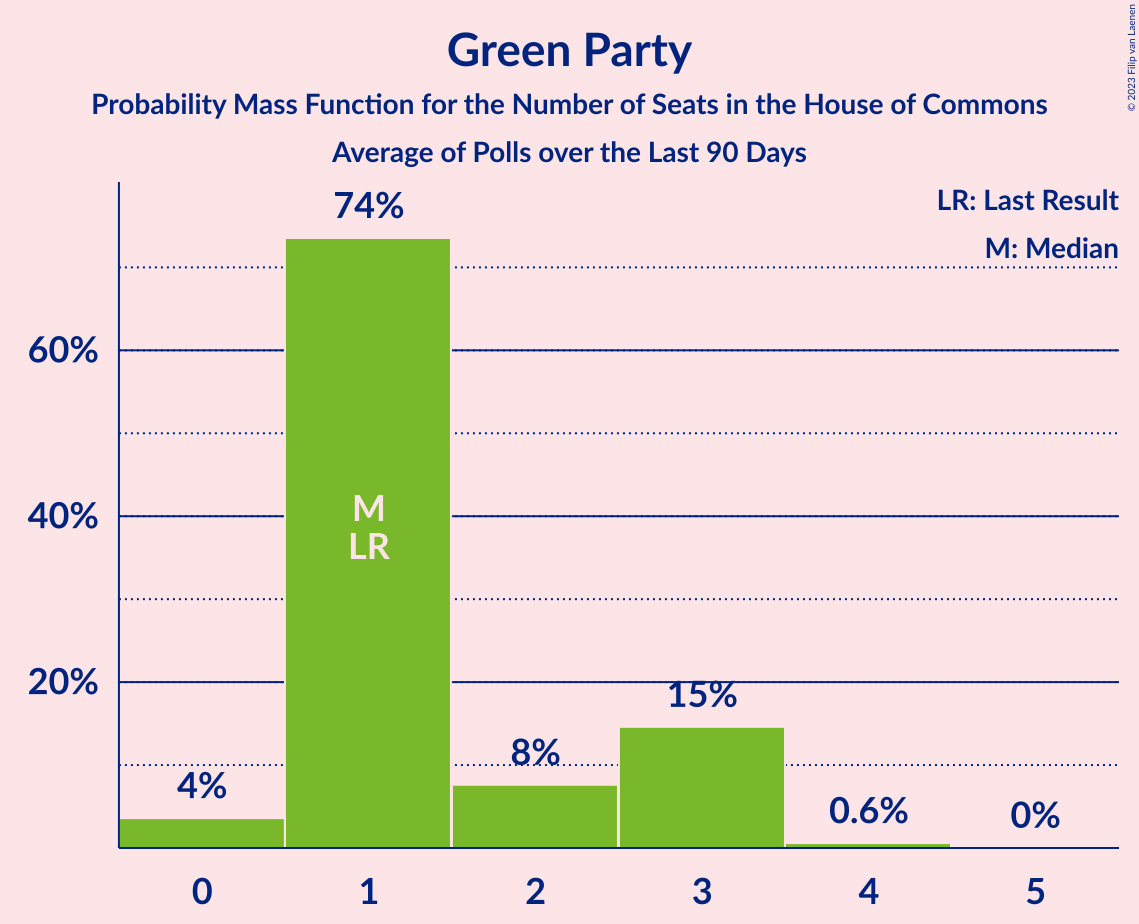 Green Party
Probability Mass Function for the Number of Seats in the House of Commons
Average of Polls over the Last 90 Days
© 2023 Filip van Laenen
LR: Last Result
M: Median
74%
60%
40%
20%
M
LR
4%
8%
15%
0.6%
0%
0 1 2 3 4 5